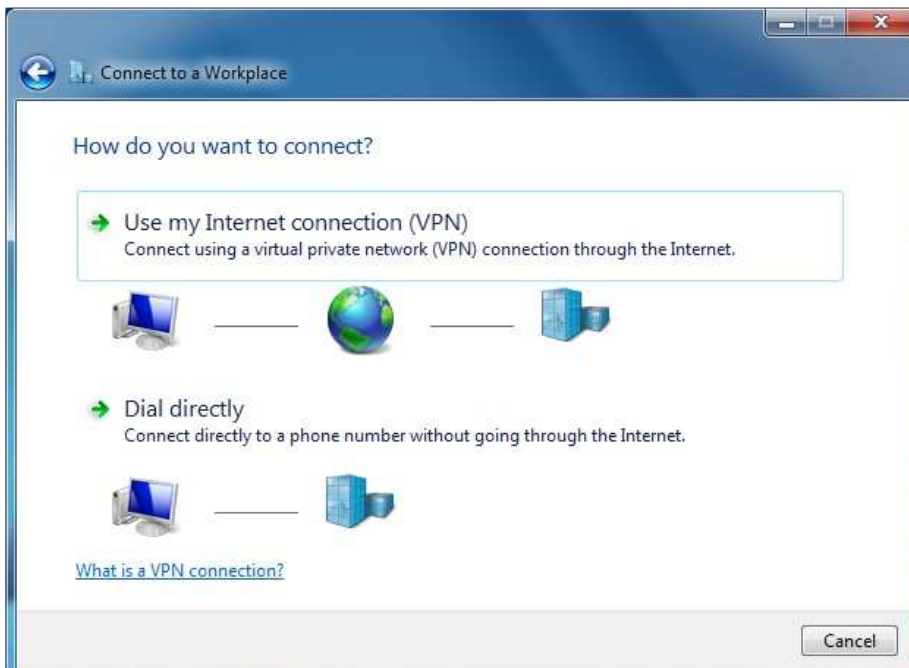 Connect to a Workplace
How do you want to connect?
Use my Internet connection (VPN)
Connect using a virtual private network (VPN) connection through the Internet.
Dial directly
Connect directly to a phone number without going through the Internet.
What is a VPN connection?
Cancel